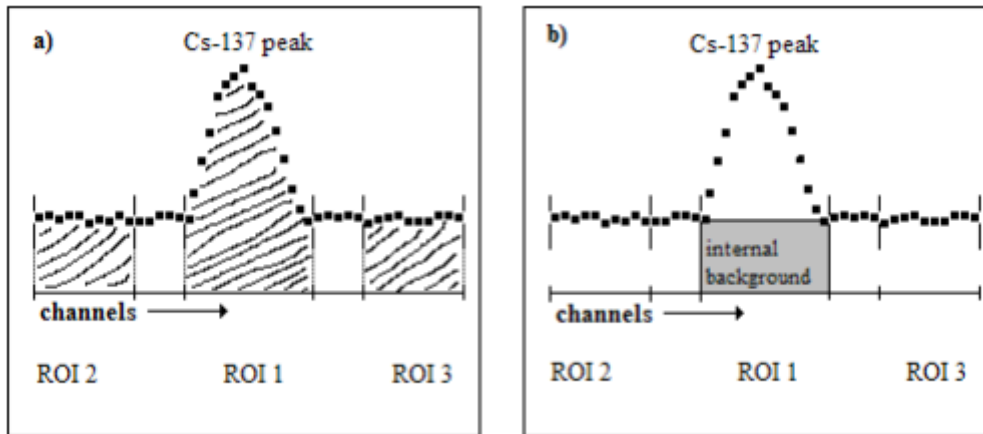 a)
Cs-137 peak
channels
ROI 2 ROI 1 ROI 3
b)
Cs-137 peak
internal
background
channels
ROI 2 ROI 1 ROI 3